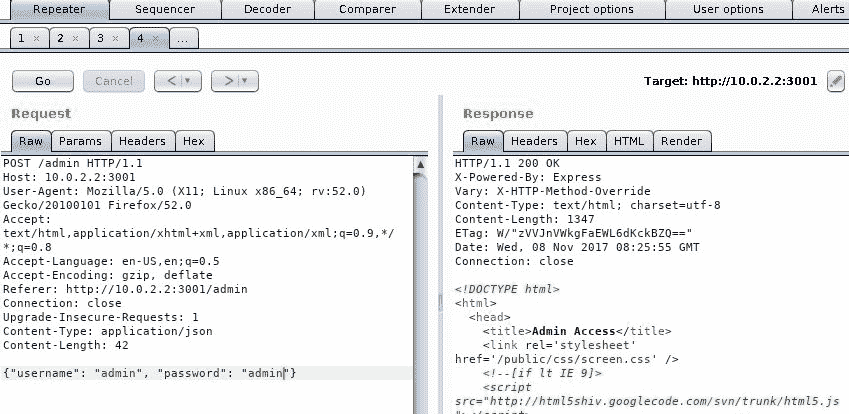 Repeater Sequencer Decoder Comparer Extender Project options User options Alerts
1 × 2 × 3 × 4 × ...
Go Cancel < > Target: http://10.0.2.2:3001
Request
Raw Params Headers Hex
POST /admin HTTP/1.1
Host: 10.0.2.2:3001
User-Agent: Mozilla/5.0 (X11; Linux x86_64; rv:52.0)
Gecko/20100101 Firefox/52.0
Accept:
text/html,application/xhtml+xml,application/xml;q=0.9,*/
*;q=0.8
Accept-Language: en-US,en;q=0.5
Accept-Encoding: gzip, deflate
Referer: http://10.0.2.2:3001/admin
Connection: close
Upgrade-Insecure-Requests: 1
Content-Type: application/json
Content-Length: 42
{"username": "admin", "password": "admin"}
Response
Raw Headers Hex HTML Render
HTTP/1.1 200 OK
X-Powered-By: Express
Vary: X-HTTP-Method-Override
Content-Type: text/html; charset=utf-8
Content-Length: 1347
ETag: W/"zVVJnVWkgFaEWL6dKckBZQ=="
Date: Wed, 08 Nov 2017 08:25:55 GMT
Connection: close
<!DOCTYPE html>
<html>
<head>
<title>Admin Access</title>
<link rel='stylesheet'
href='/public/css/screen.css' />
<!--[if lt IE 9]>
<script
src="http://html5shiv.googlecode.com/svn/trunk/html5.js